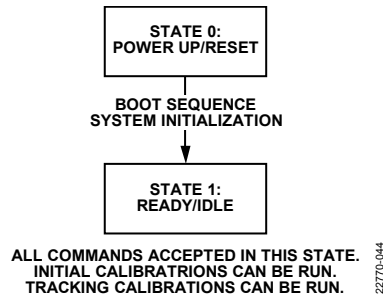 STATE 0:
POWER UP/RESET
BOOT SEQUENCE
SYSTEM INITIALIZATION
STATE 1:
READY/IDLE
ALL COMMANDS ACCEPTED IN THIS STATE.
INITIAL CALIBRATRIONS CAN BE RUN.
TRACKING CALIBRATIONS CAN BE RUN.
22770-044